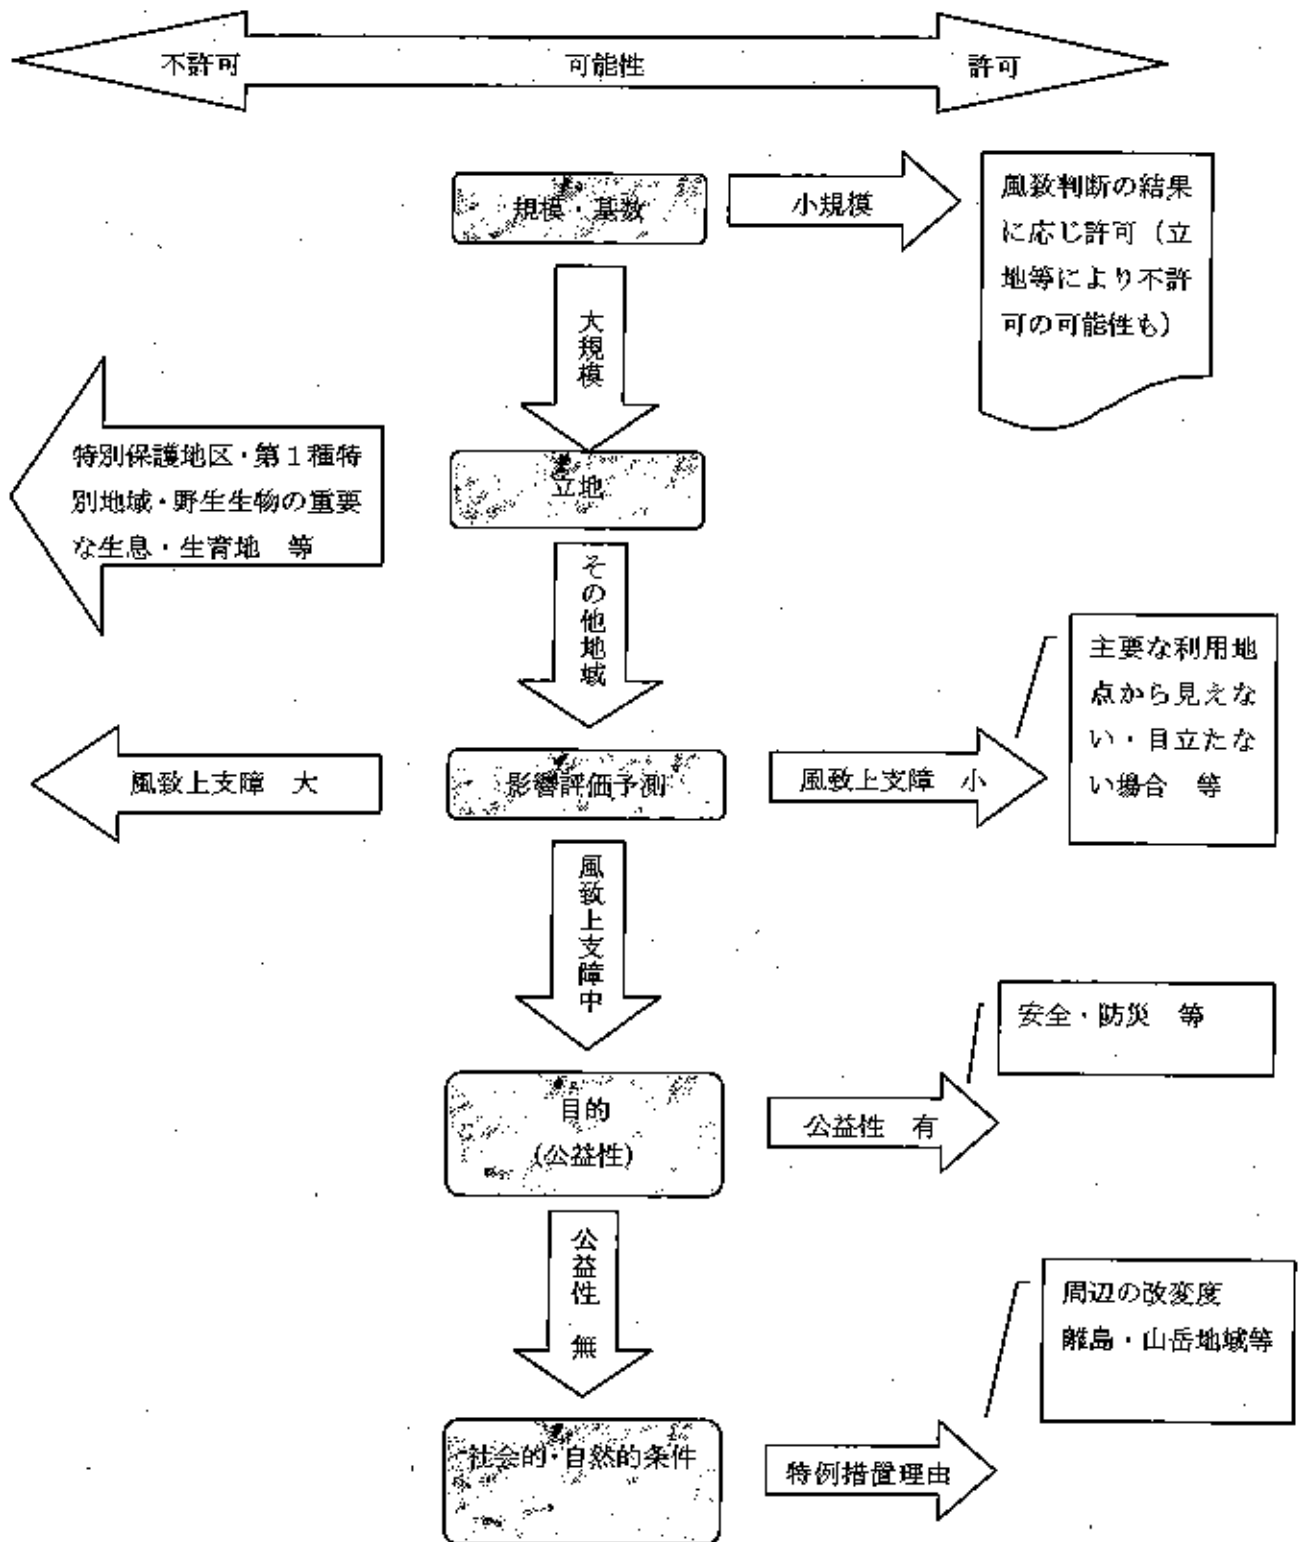 不許可 可能性 許可
規模・基数
小規模
風致判断の結果
に応じ許可（立
地等により不許
可の可能性も）
大規模
特別保護地区・第１種特
別地域・野生生物の重要
な生息・生育地　等
立地
その他地域
主要な利用地
点から見えな
い・目立たな
い場合　等
風致上支障　大
影響評価予測
風致上支障　小
風致上支障中
安全・防災　等
目的
(公益性)
公益性　有
公益性　無
周辺の改変度
離島・山岳地域等
社会的・自然的条件
特例措置理由